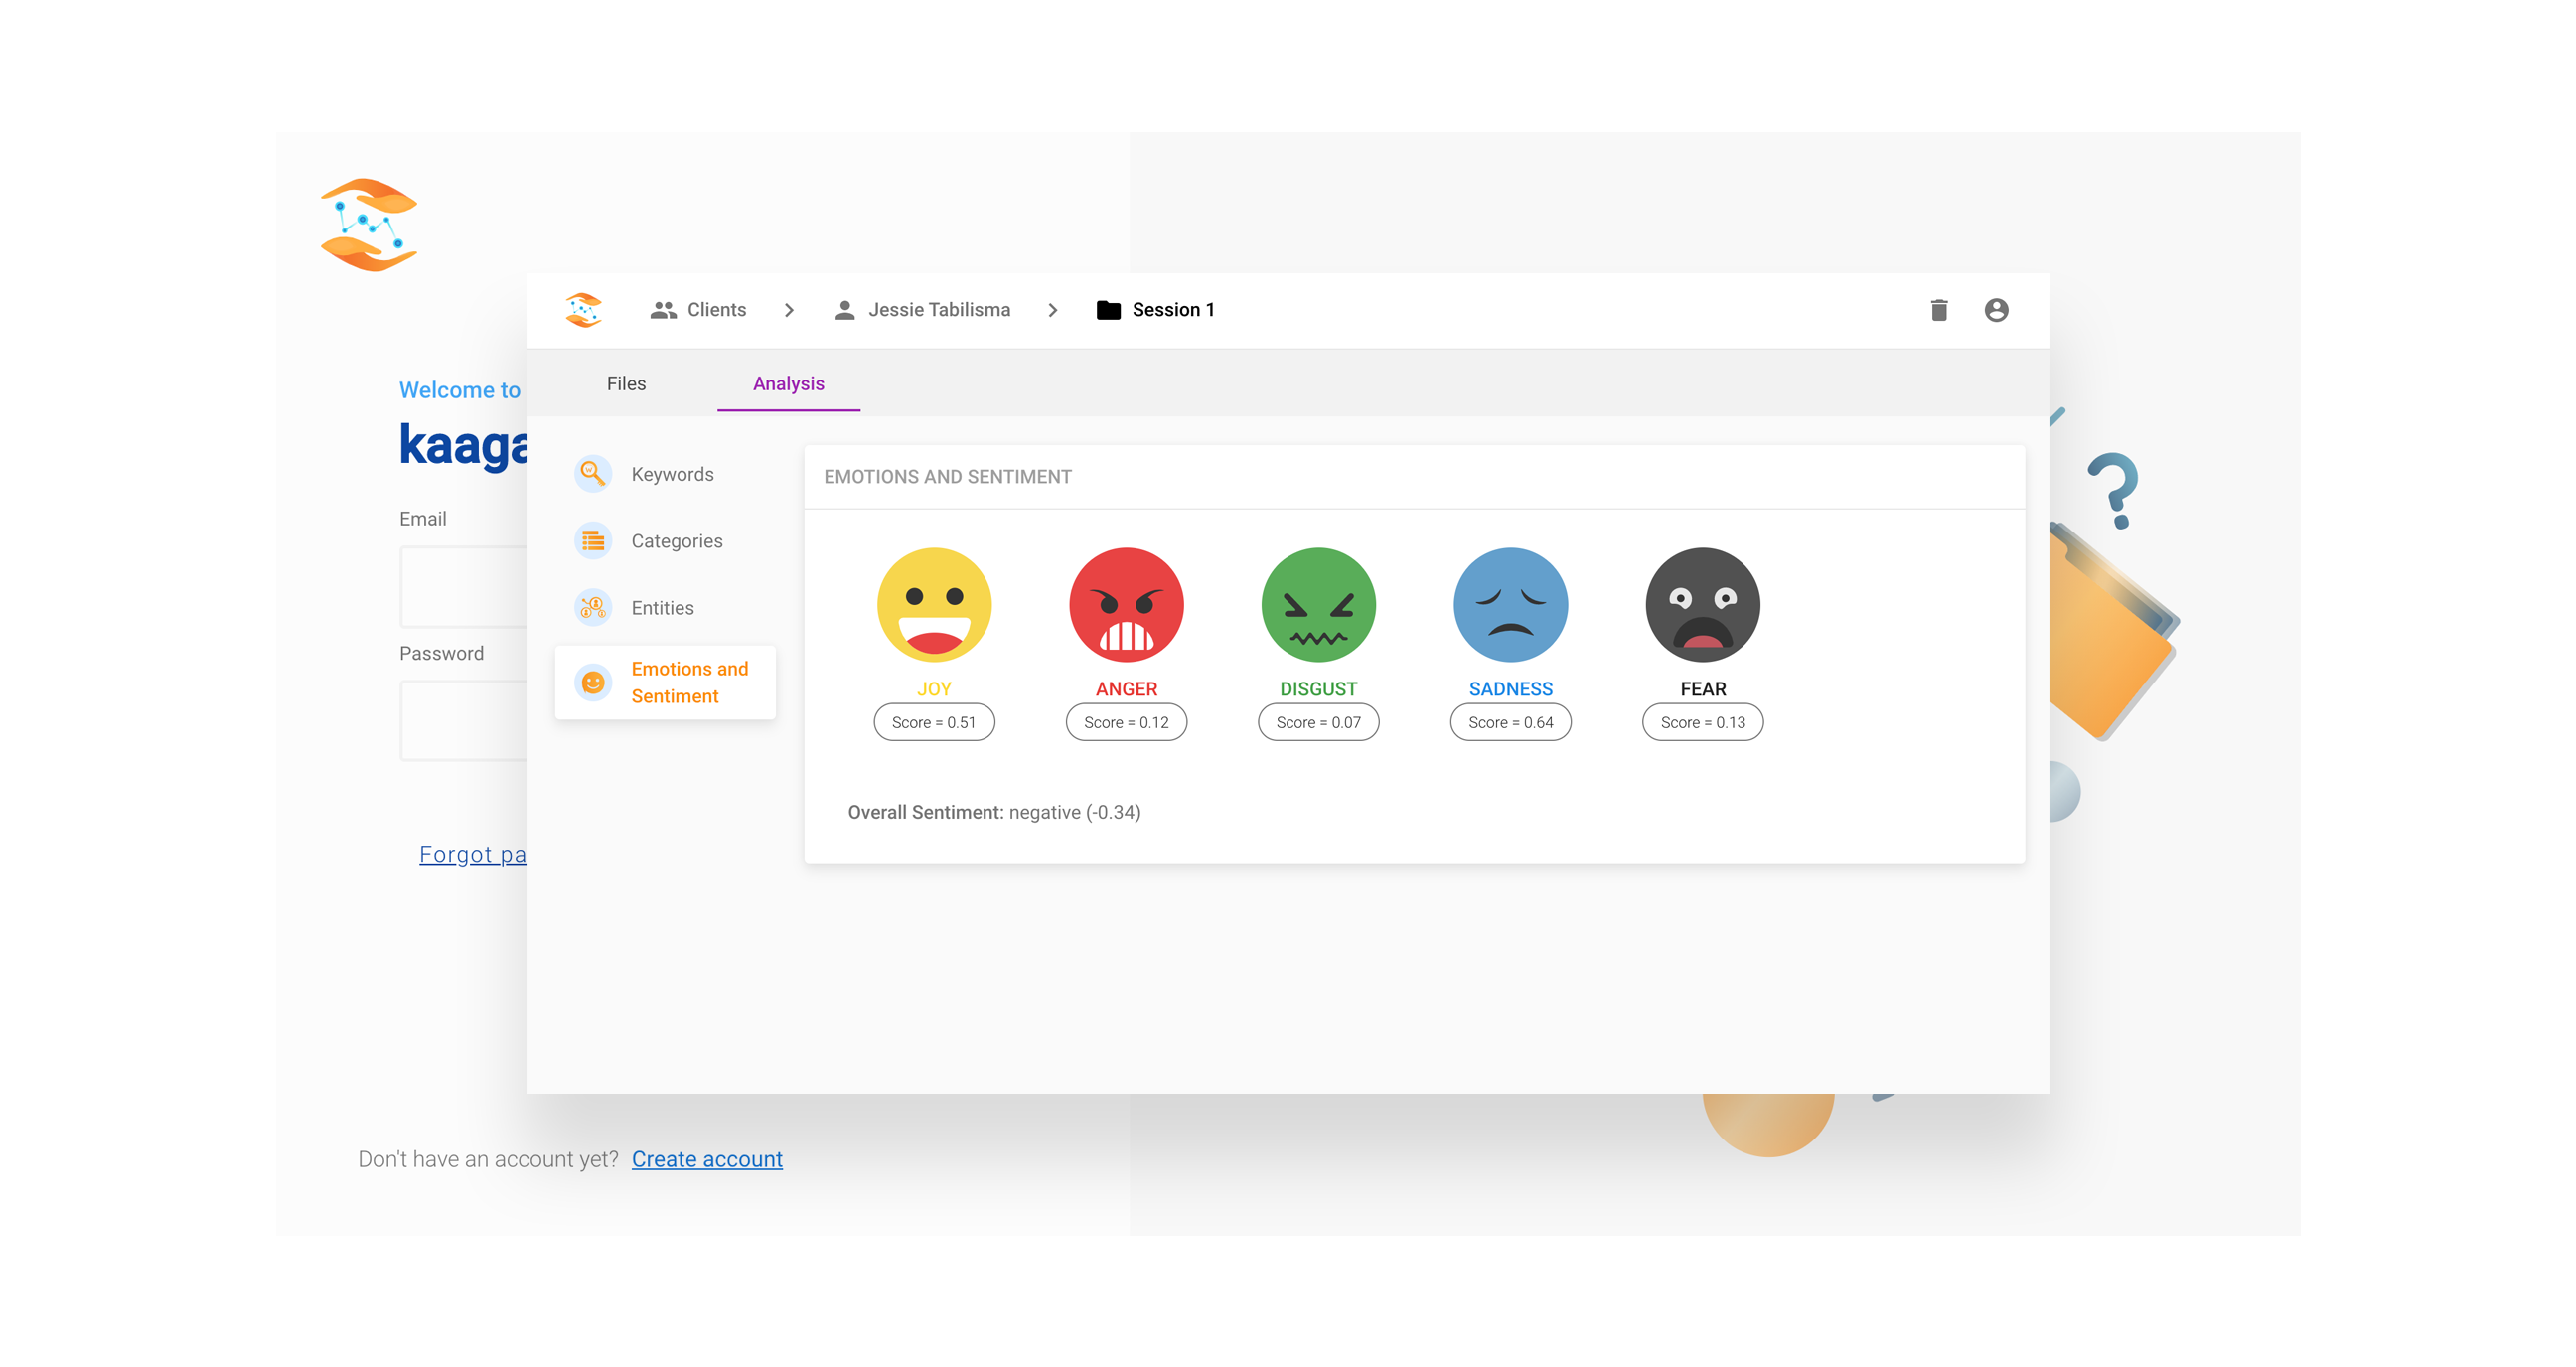 Clients
Jessie Tabilisma
Session 1
Files
Analysis
Welcome to
Email
Password
Keywords
Categories
Entities
Emotions and
Sentiment
EMOTIONS AND SENTIMENT
JOY
ANGER
DISGUST
SADNESS
FEAR
Score = 0.51
Score = 0.12
Score = 0.07
Score = 0.64
Score = 0.13
Overall Sentiment: negative (-0.34)
Forgot
Don't have an account yet? Create account